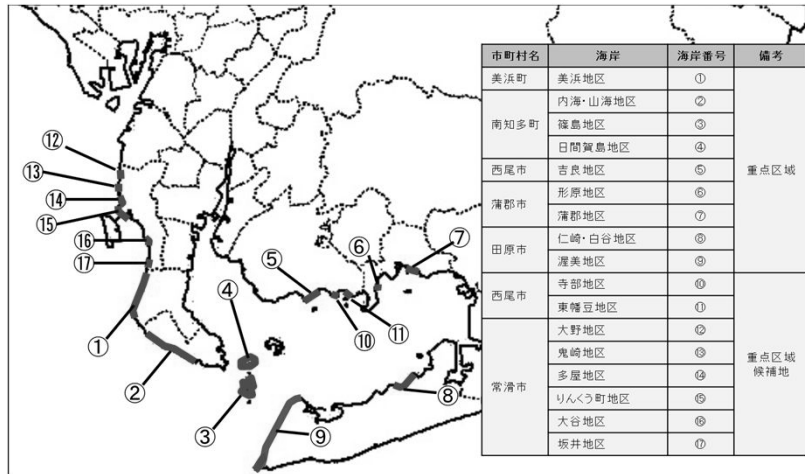 市町村名 海岸 海岸番号 備考
美浜町 美浜地区 ① 重点区域
南知多町 内海・山海地区 ②
篠島地区 ③
日間賀島地区 ④
西尾市 吉良地区 ⑤
蒲郡市 形原地区 ⑥
蒲郡地区 ⑦
田原市 仁崎・白谷地区 ⑧
渥美地区 ⑨
西尾市 寺部地区 ⑩ 重点区域候補地
東幡豆地区 ⑪
常滑市 大野地区 ⑫
鬼崎地区 ⑬
多屋地区 ⑭
りんくう町地区 ⑮
大谷地区 ⑯
坂井地区 ⑰
⑫
⑬
⑭
⑮
⑯
⑰
①
②
④
③
⑤
⑩
⑪
⑥
⑦
⑧
⑨